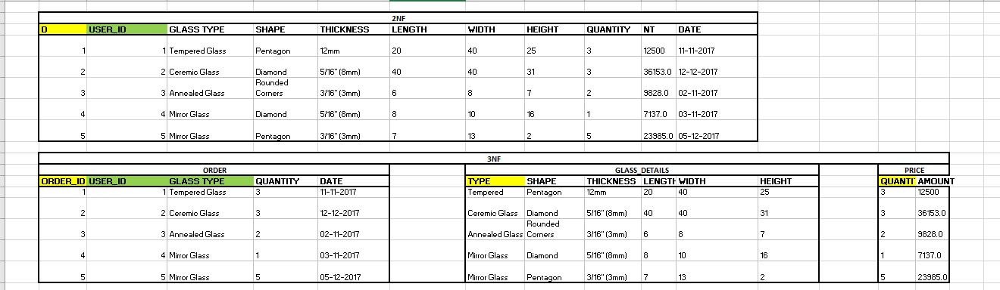 2NF
D USER_ID GLASS TYPE SHAPE THICKNESS LENGTH WIDTH HEIGHT QUANTITY NT DATE
1 1 Tempered Glass Pentagon 12mm 20 40 25 3 12500 11-11-2017
2 2 Ceremic Glass Diamond 5/16" (8mm) 40 40 31 3 36153.0 12-12-2017
Rounded
3 3 Annealed Glass Corners 3/16" (3mm) 6 8 7 2 9828.0 02-11-2017
4 4 Mirror Glass Diamond 5/16" (8mm) 8 10 16 1 7137.0 03-11-2017
5 5 Mirror Glass Pentagon 3/16" (3mm) 7 13 2 5 23985.0 05-12-2017
3NF
ORDER GLASS_DETAILS PRICE
ORDER_ID USER_ID GLASS TYPE QUANTITY DATE TYPE SHAPE THICKNESS LENGTH WIDTH HEIGHT QUANTI AMOUNT
1 1 Tempered Glass 3 11-11-2017 Tempered Pentagon 12mm 20 40 25 3 12500
2 2 Ceremic Glass 3 12-12-2017 Ceremic Glass Diamond 5/16" (8mm) 40 40 31 3 36153.0
Rounded
3 3 Annealed Glass 2 02-11-2017 Annealed Glass Corners 3/16" (3mm) 6 8 7 2 9828.0
4 4 Mirror Glass 1 03-11-2017 Mirror Glass Diamond 5/16" (8mm) 8 10 16 1 7137.0
5 5 Mirror Glass 5 05-12-2017 Mirror Glass Pentagon 3/16" (3mm) 7 13 2 5 23985.0